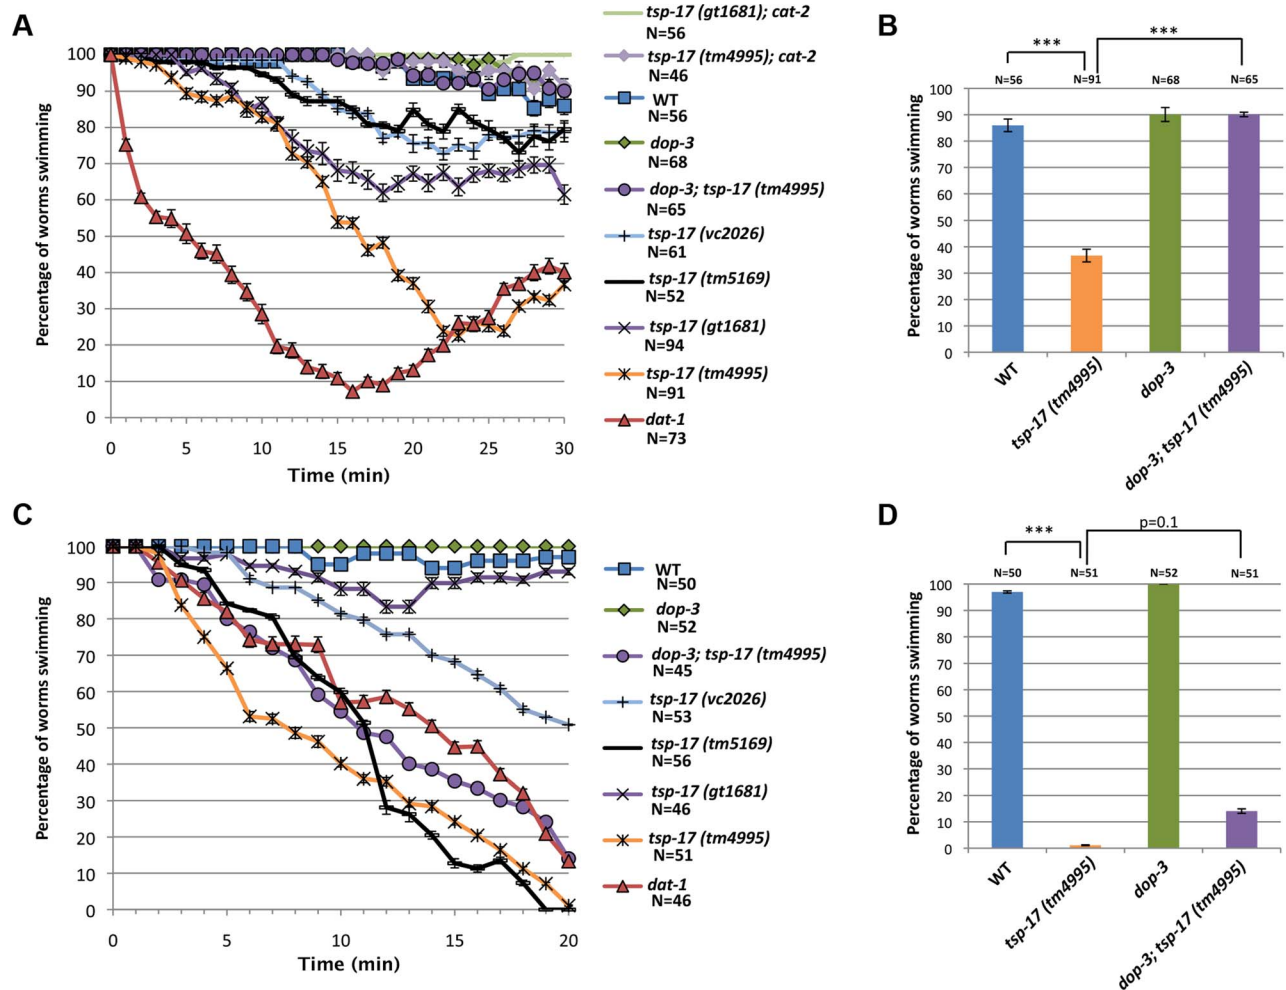 A
100
90
80
70
60
50
40
30
20
10
0
Percentage of worms swimming
0 5 10 15 20 25 30
Time (min)
tsp-17 (gt1681); cat-2
N=56
tsp-17 (tm4995); cat-2
N=46
WT
N=56
dop-3
N=68
dop-3; tsp-17 (tm4995)
N=65
tsp-17 (vc2026)
N=61
tsp-17 (tm5169)
N=52
tsp-17 (gt1681)
N=94
tsp-17 (tm4995)
N=91
dat-1
N=73
B
*** ***
N=56 N=91 N=68 N=65
100
90
80
70
60
50
40
30
20
10
0
Percentage of worms swimming
WT
tsp-17 (tm4995)
dop-3
dop-3; tsp-17 (tm4995)
C
100
90
80
70
60
50
40
30
20
10
0
Percentage of worms swimming
0 5 10 15 20
Time (min)
WT
N=50
dop-3
N=52
dop-3; tsp-17 (tm4995)
N=45
tsp-17 (vc2026)
N=53
tsp-17 (tm5169)
N=56
tsp-17 (gt1681)
N=46
tsp-17 (tm4995)
N=51
dat-1
N=46
D
*** p=0.1
N=50 N=51 N=52 N=51
100
90
80
70
60
50
40
30
20
10
0
Percentage of worms swimming
WT
tsp-17 (tm4995)
dop-3
dop-3; tsp-17 (tm4995)